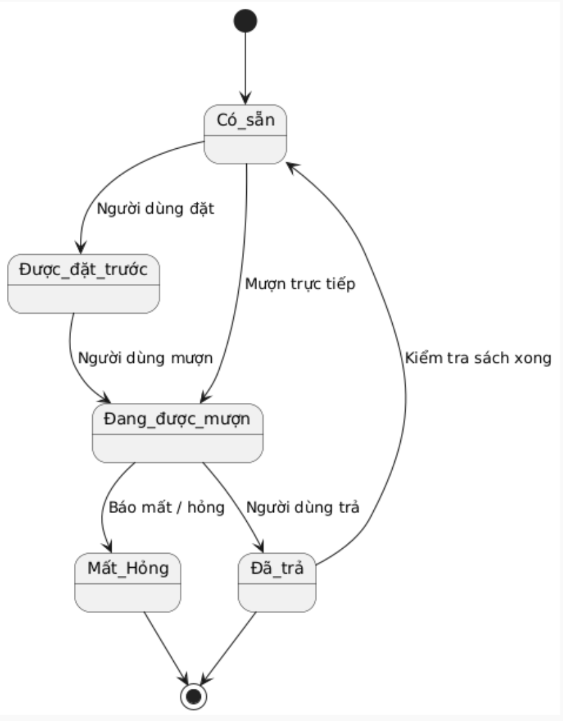 Có_sẵn
Người dùng đặt
Được_đặt_trước
Mượn trực tiếp
Người dùng mượn
Kiểm tra sách xong
Đang_được_mượn
Báo mất / hỏng
Người dùng trả
Mất_Hỏng
Đã_trả